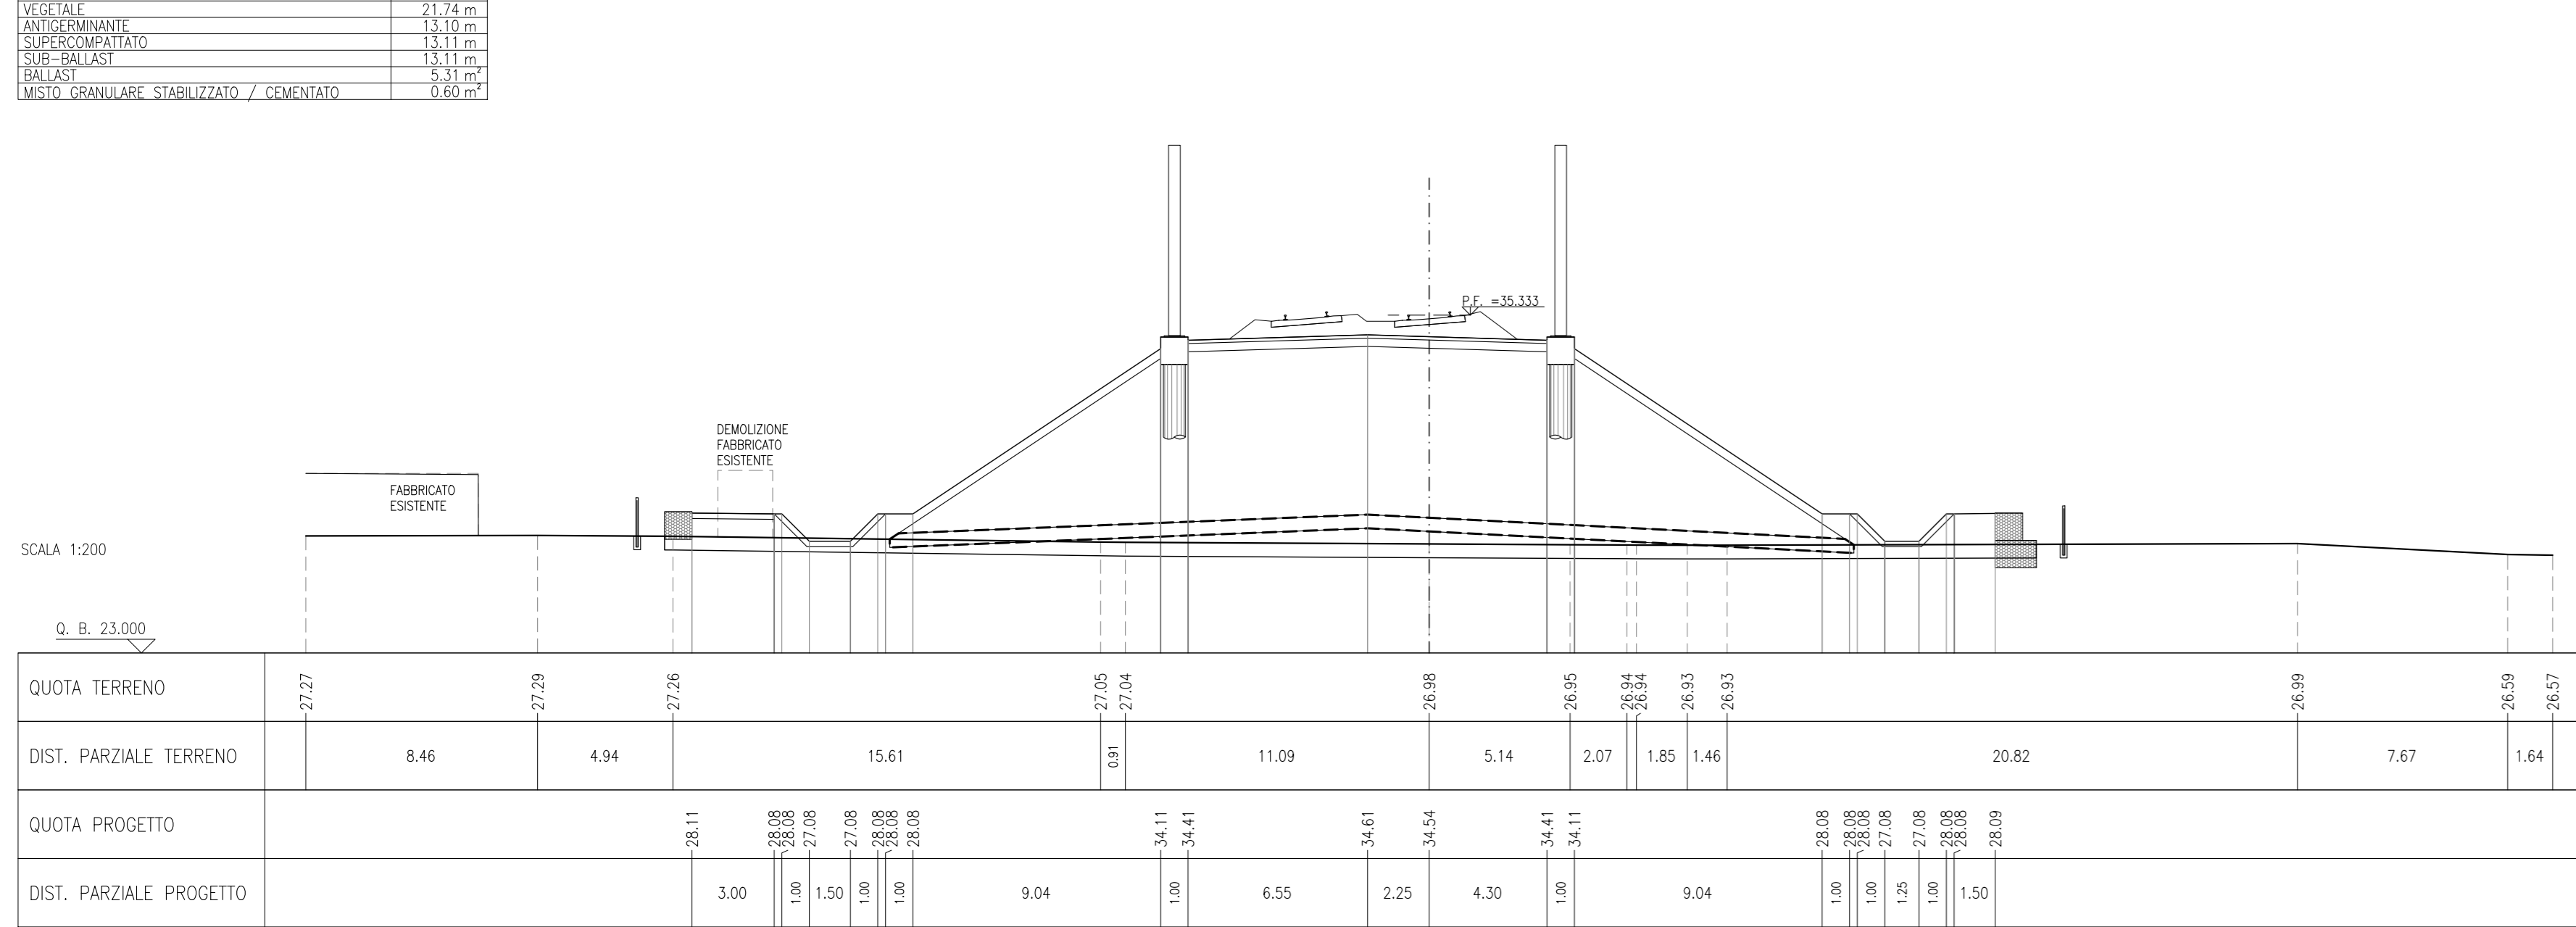 VEGETALE 21.74 m
ANTIGERMINANTE 13.10 m
SUPERCOMPATTATO 13.11 m
SUB-BALLAST 13.11 m
BALLAST 5.31 m²
MISTO GRANULARE STABILIZZATO / CEMENTATO 0.60 m²
P.F. =35.333
DEMOLIZIONE
FABBRICATO
ESISTENTE
FABBRICATO
ESISTENTE
SCALA 1:200
Q. B. 23.000
QUOTA TERRENO 27.27 27.29 27.26 27.05 27.04 26.98 26.95 26.94 26.94 26.93 26.93 26.99 26.59 26.57
DIST. PARZIALE TERRENO 8.46 4.94 15.61 0.91 11.09 5.14 2.07 1.85 1.46 20.82 7.67 1.64
QUOTA PROGETTO 28.11 28.08 28.08 27.08 27.08 28.08 28.08 28.08 34.11 34.41 34.61 34.54 34.41 34.11 28.08 28.08 28.08 27.08 27.08 28.08 28.08 28.09
DIST. PARZIALE PROGETTO 3.00 1.00 1.50 1.00 1.00 9.04 1.00 6.55 2.25 4.30 1.00 9.04 1.00 1.00 1.25 1.00 1.50